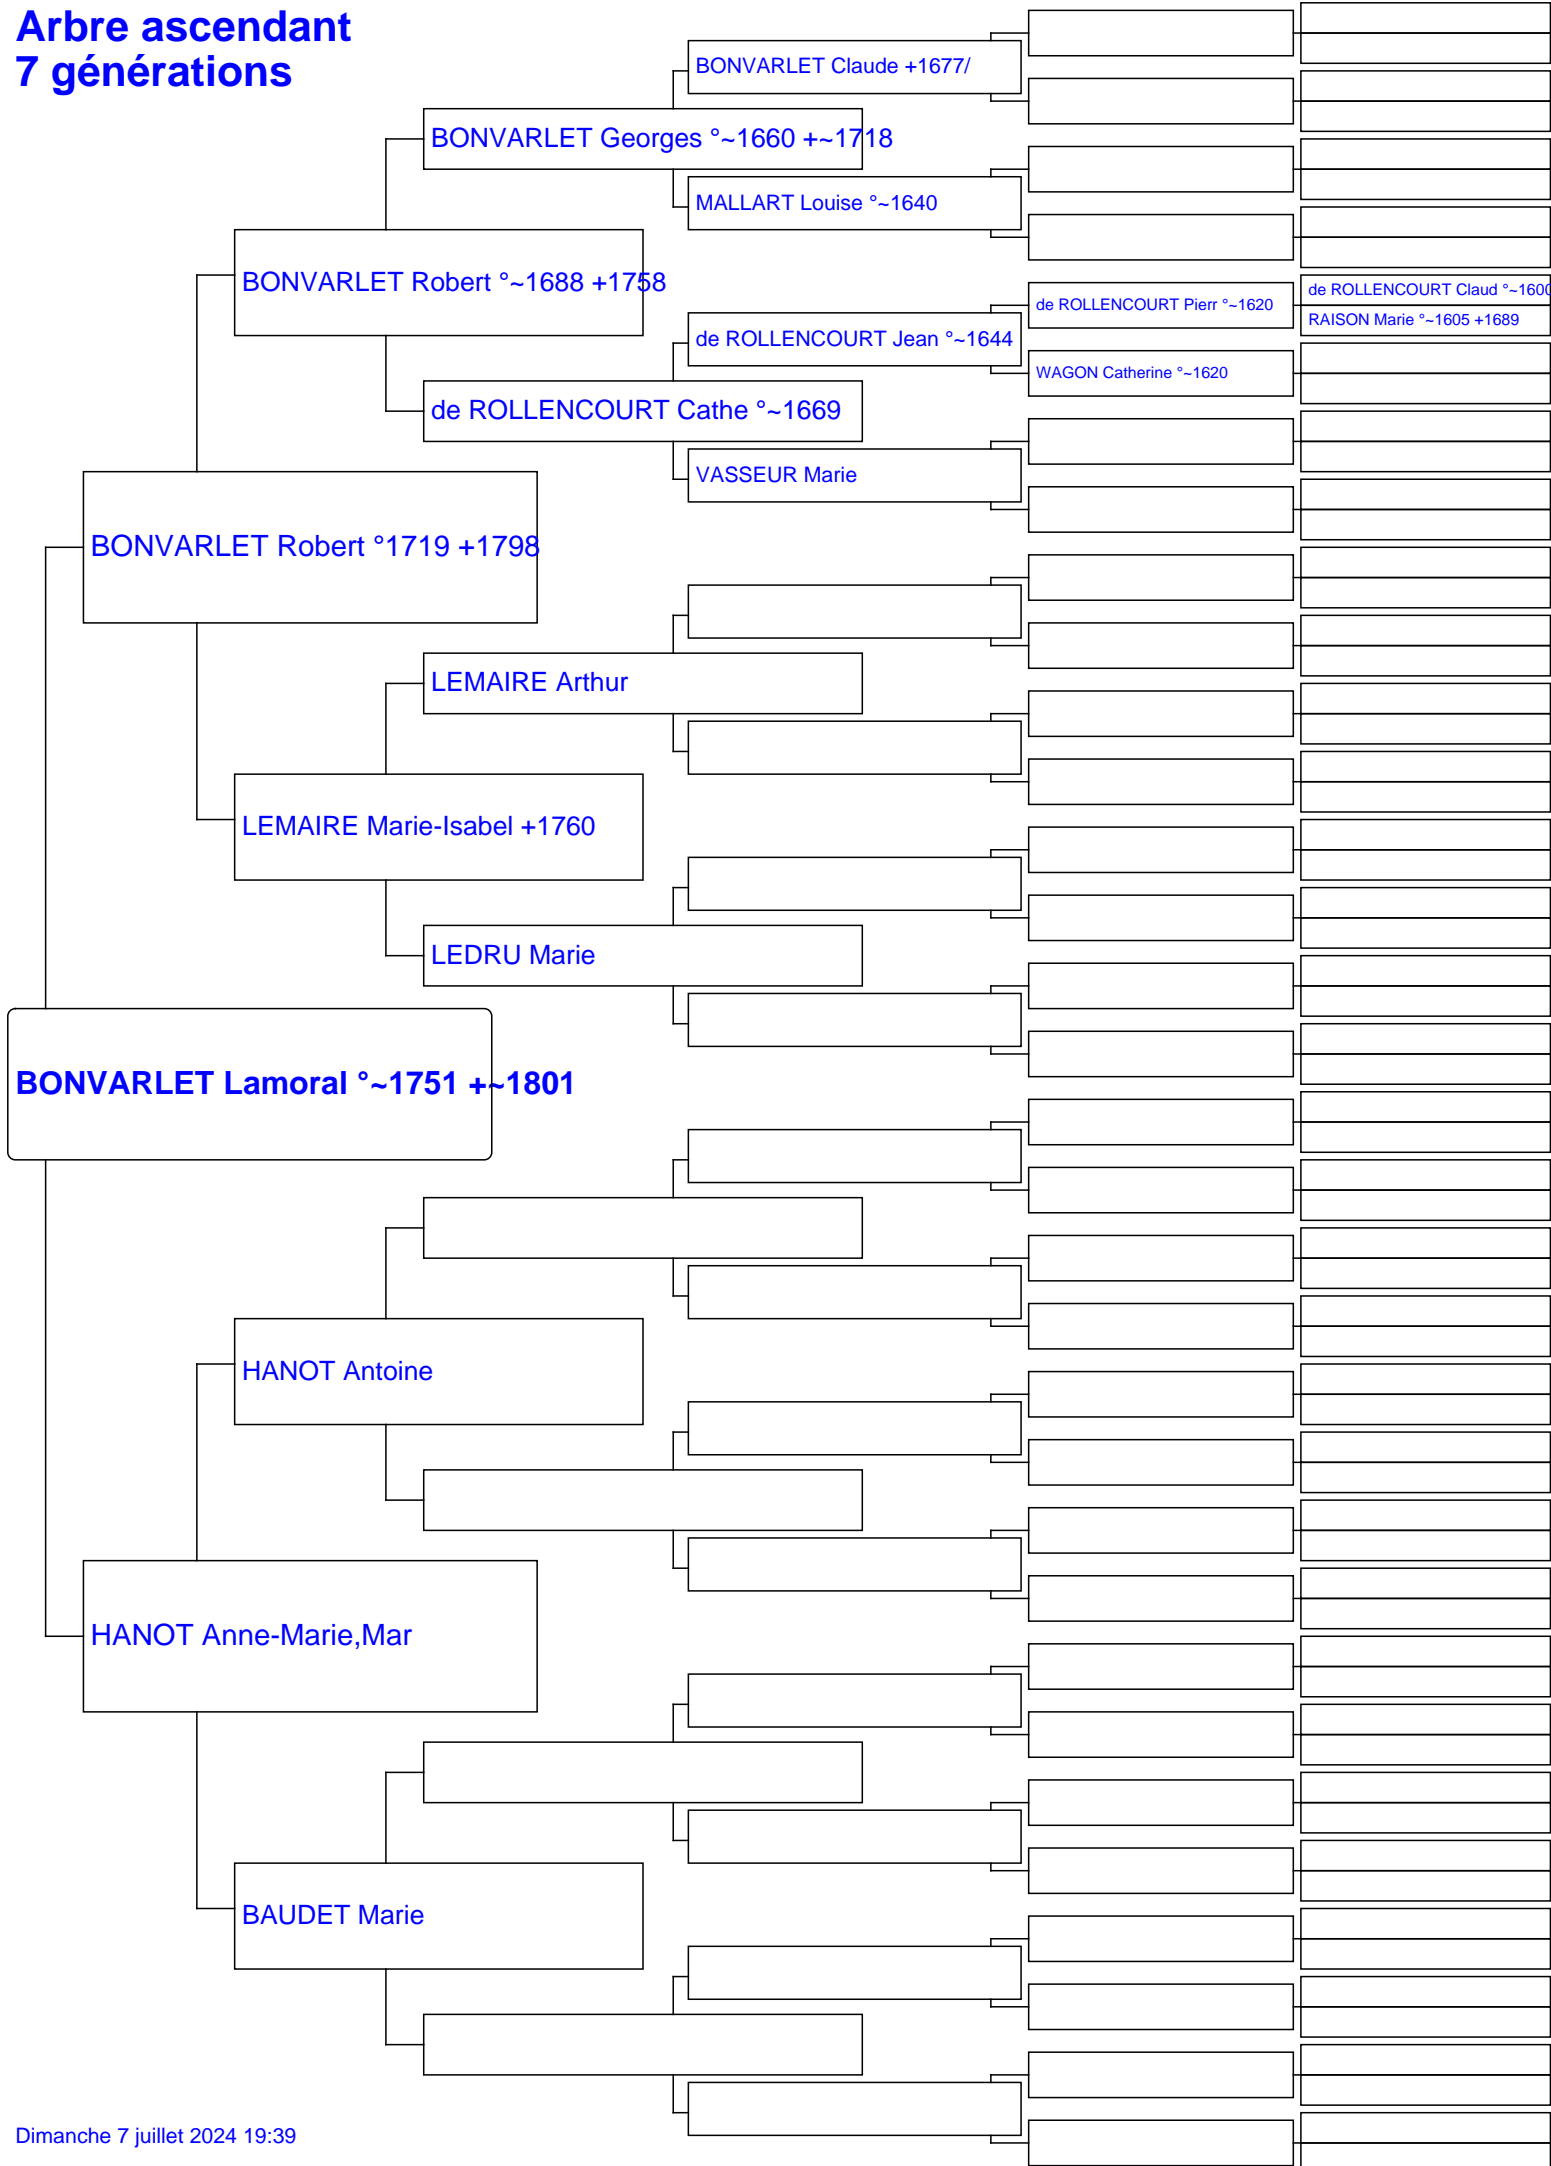 Arbre ascendant
7 générations
BONVARLET Claude +1677/
BONVARLET Georges °~1660 +~1718
MALLART Louise °~1640
BONVARLET Robert °~1688 +1758
de ROLLENCOURT Pierr °~1620
de ROLLENCOURT Claud °~1600
RAISON Marie °~1605 +1689
de ROLLENCOURT Jean °~1644
WAGON Catherine °~1620
de ROLLENCOURT Cathe °~1669
VASSEUR Marie
BONVARLET Robert °1719 +1798
LEMAIRE Arthur
LEMAIRE Marie-Isabel +1760
LEDRU Marie
BONVARLET Lamoral °~1751 +~1801
HANOT Antoine
HANOT Anne-Marie,Mar
BAUDET Marie
Dimanche 7 juillet 2024 19:39